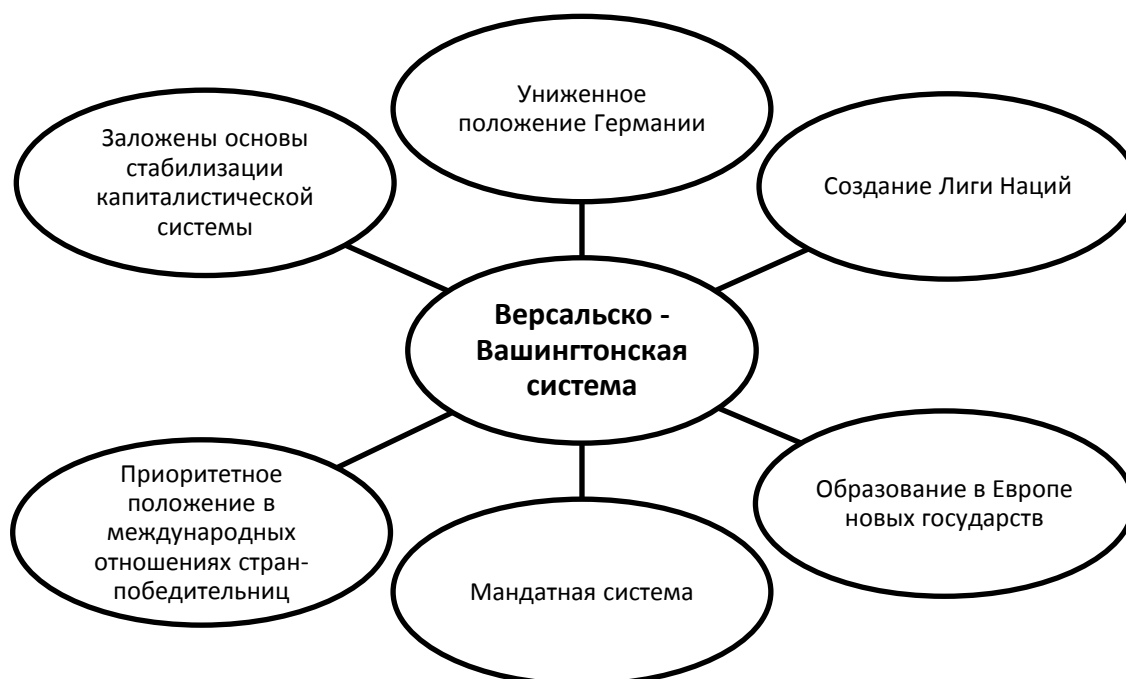 Униженное
положение Германии
Заложены основы
стабилизации
капиталистической
системы
Создание Лиги Наций
Версальско -
Вашингтонская
система
Приоритетное
положение в
международных
отношениях стран-
победительниц
Мандатная система
Образование в Европе
новых государств